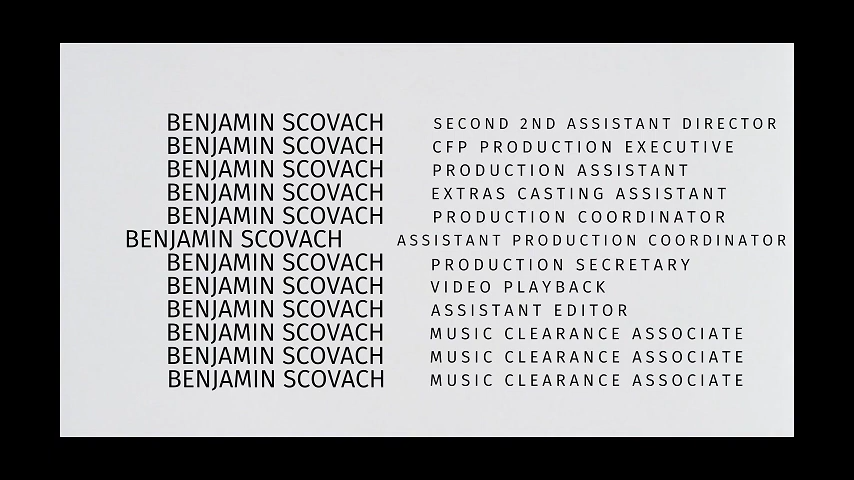 BENJAMIN SCOVACH SECOND 2ND ASSISTANT DIRECTOR
BENJAMIN SCOVACH CFP PRODUCTION EXECUTIVE
BENJAMIN SCOVACH PRODUCTION ASSISTANT
BENJAMIN SCOVACH EXTRAS CASTING ASSISTANT
BENJAMIN SCOVACH PRODUCTION COORDINATOR
BENJAMIN SCOVACH ASSISTANT PRODUCTION COORDINATOR
BENJAMIN SCOVACH PRODUCTION SECRETARY
BENJAMIN SCOVACH VIDEO PLAYBACK
BENJAMIN SCOVACH ASSISTANT EDITOR
BENJAMIN SCOVACH MUSIC CLEARANCE ASSOCIATE
BENJAMIN SCOVACH MUSIC CLEARANCE ASSOCIATE
BENJAMIN SCOVACH MUSIC CLEARANCE ASSOCIATE